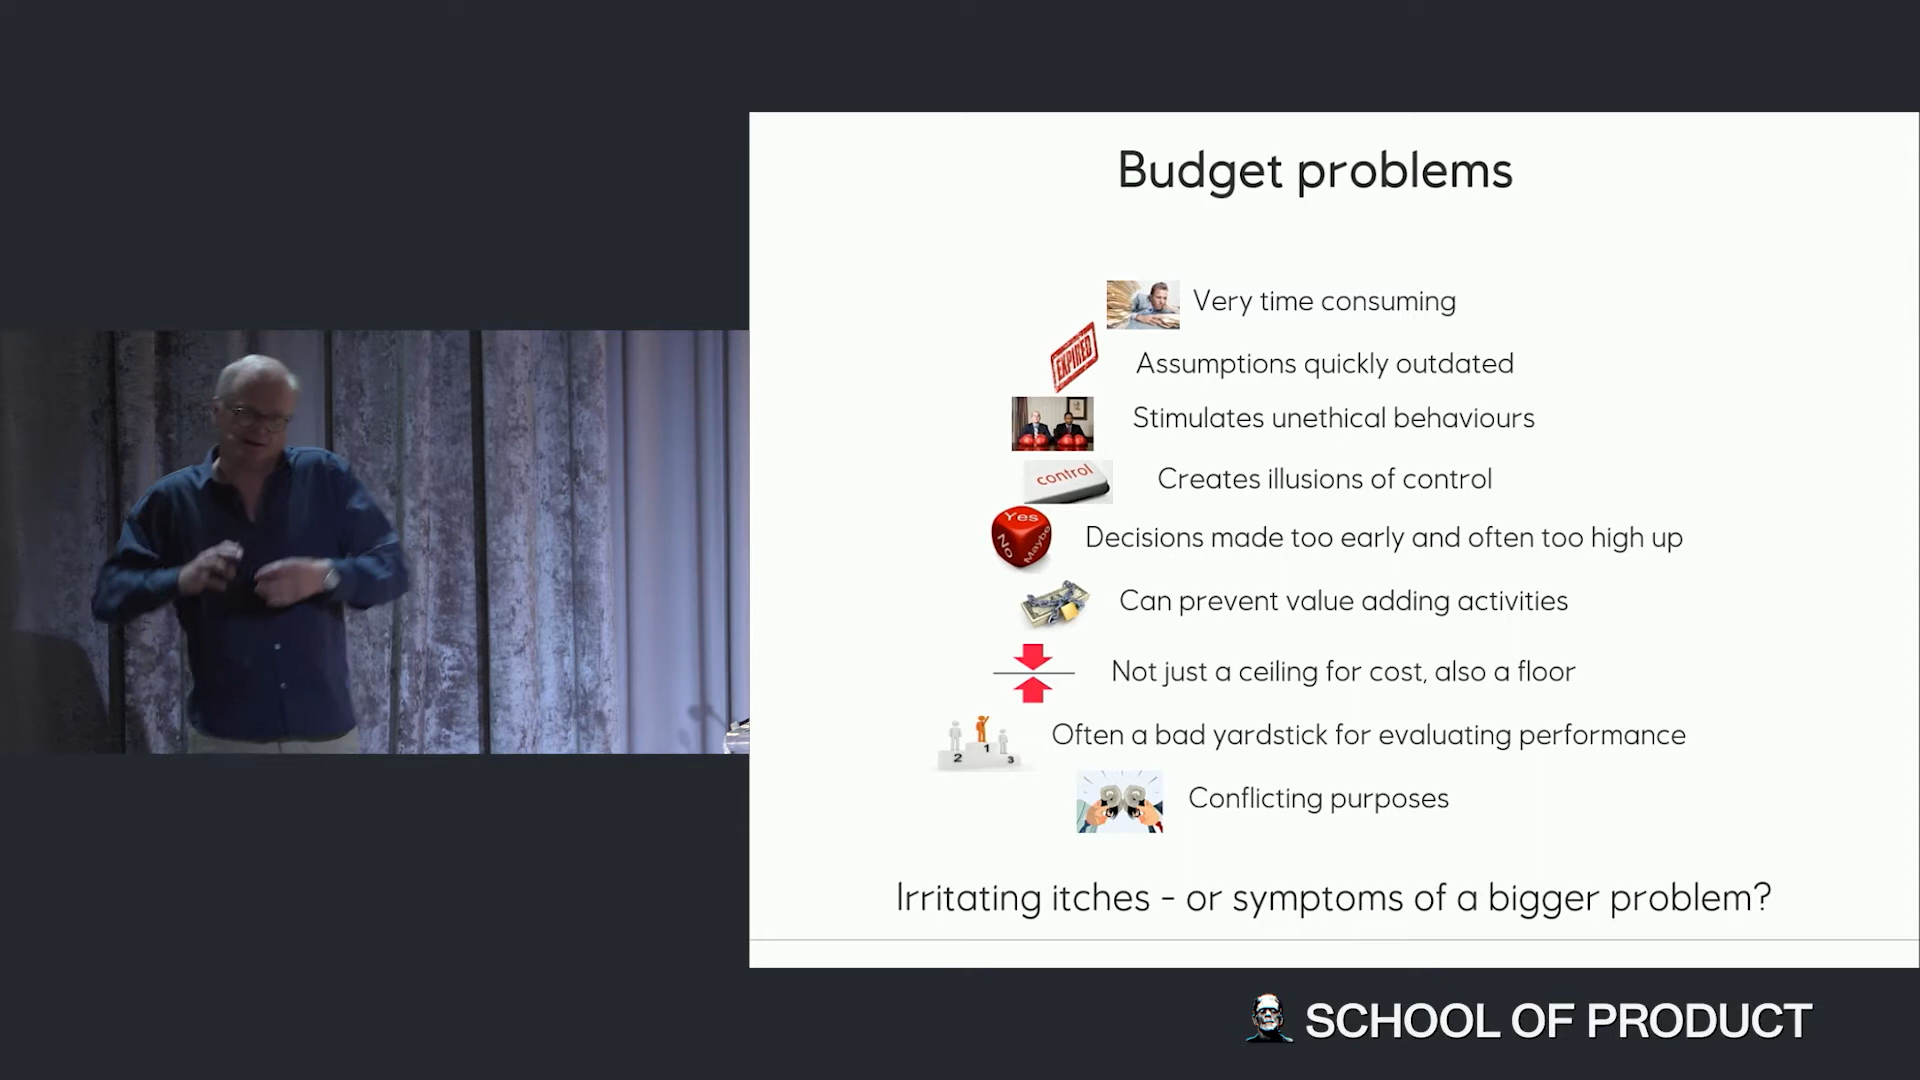 Budget problems
Very time consuming
EXPIRED
Assumptions quickly outdated
Stimulates unethical behaviours
control
Creates illusions of control
Yes
No
Maybe
Decisions made too early and often too high up
Can prevent value adding activities
Not just a ceiling for cost, also a floor
2
1
3
Often a bad yardstick for evaluating performance
Conflicting purposes
Irritating itches - or symptoms of a bigger problem?
SCHOOL OF PRODUCT